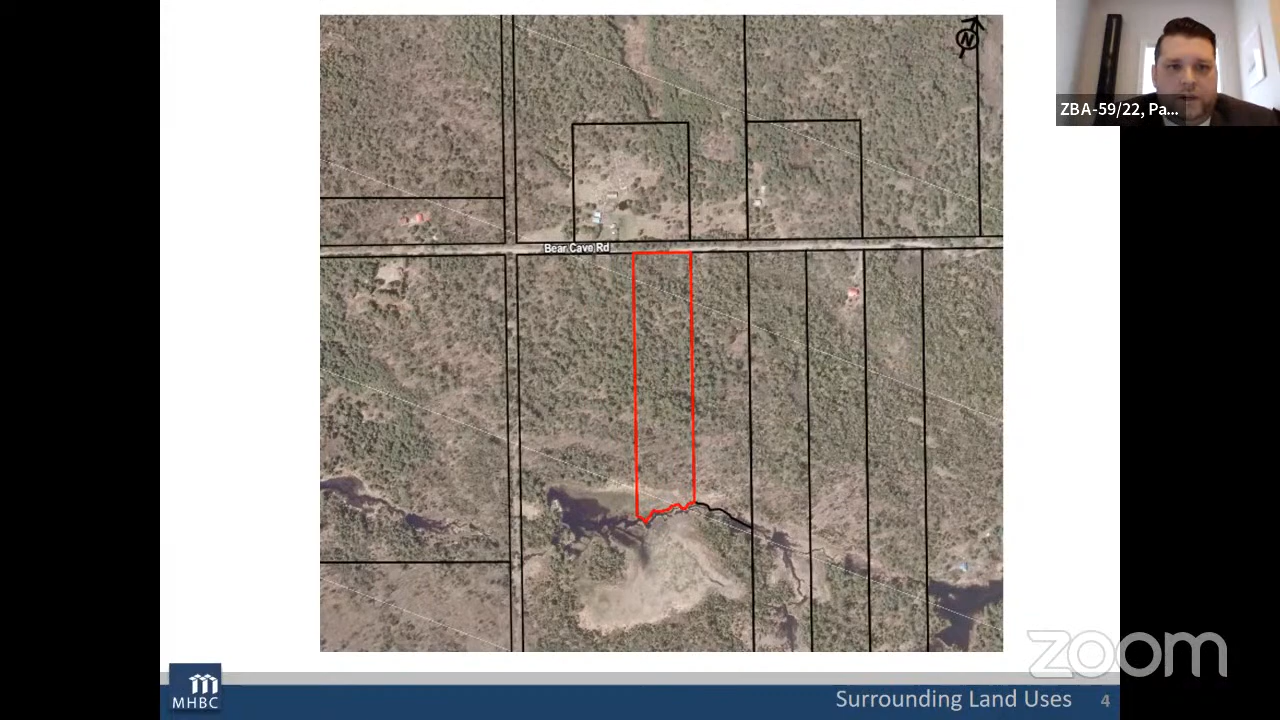 N
ZBA-59/22, Pa...
Bear Cave Rd
zoom
MHBC
Surrounding Land Uses 4